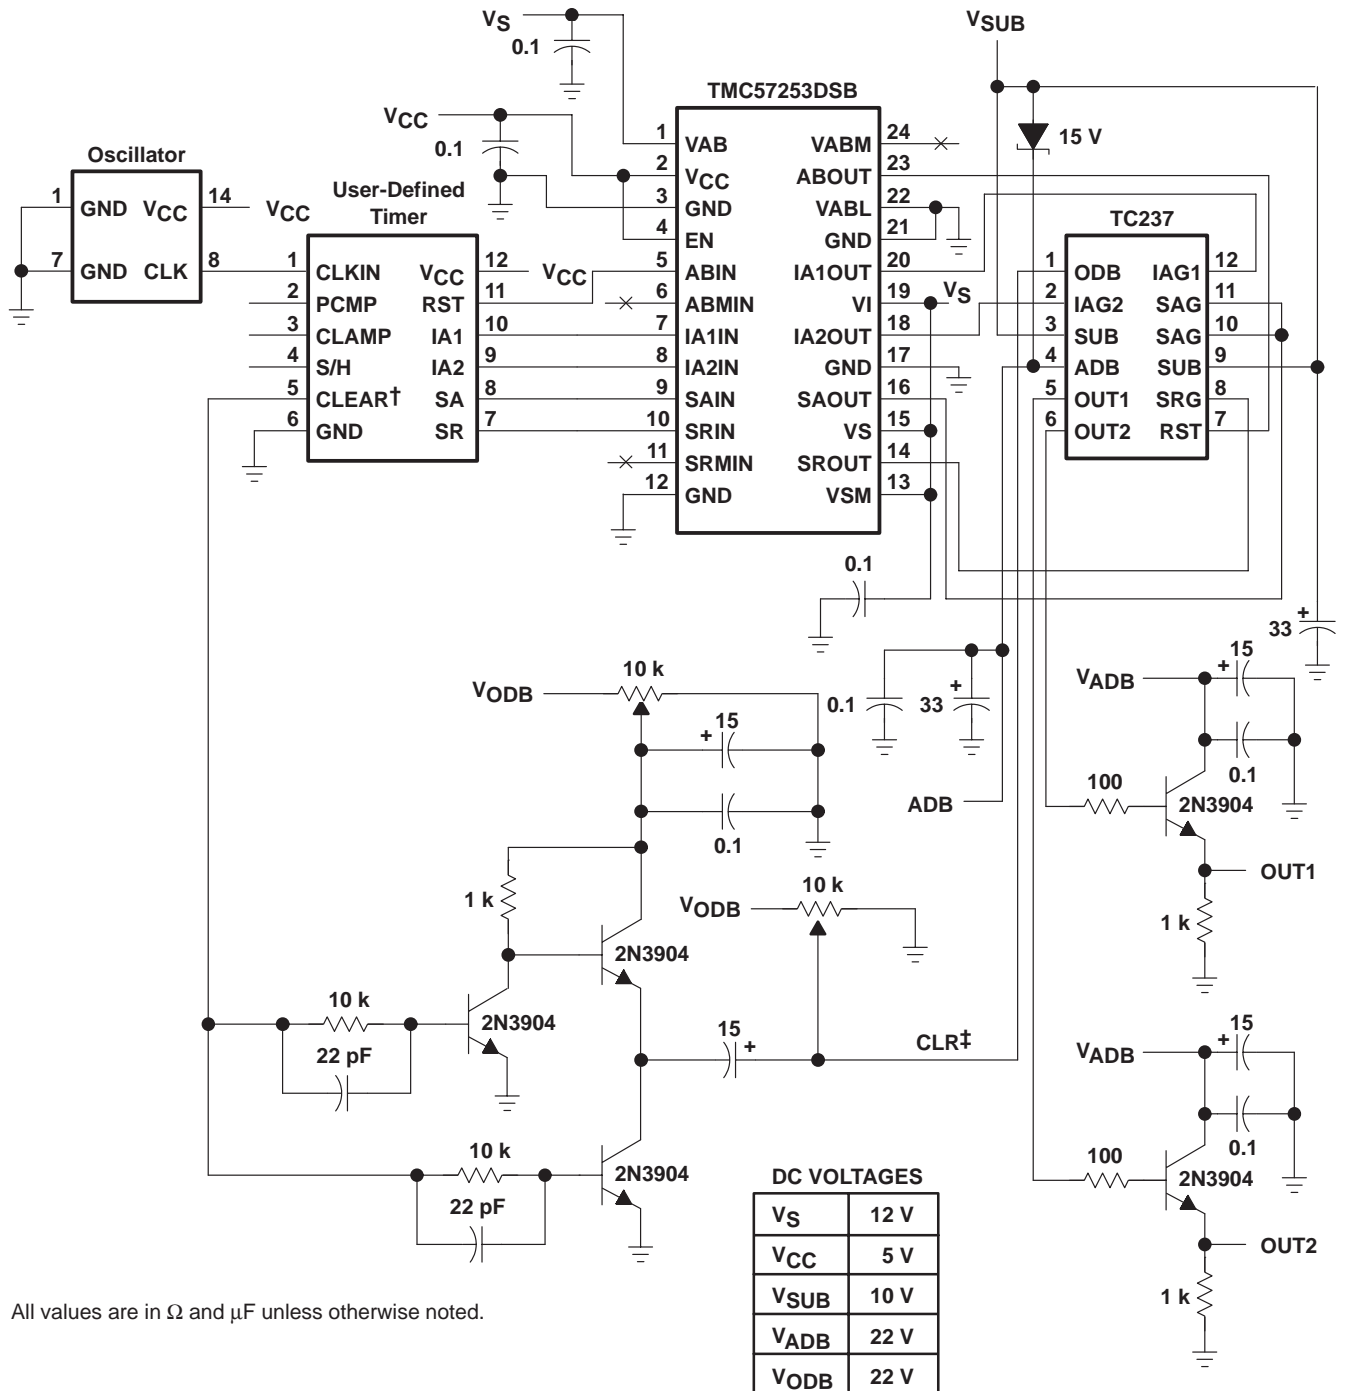 VS
0.1
VSUB
TMC57253DSB
VCC
0.1
15 V
Oscillator
User-Defined
Timer
TC237
1 GND VCC 14 VCC
7 GND CLK 8
1 CLKIN VCC 12 VCC
2 PCMP RST 11
3 CLAMP IA1 10
4 S/H IA2 9
5 CLEAR† SA 8
6 GND SR 7
1 VAB VABM 24
2 VCC ABOUT 23
3 GND VABL 22
4 EN GND 21
5 ABIN IA1OUT 20
6 ABMIN VI 19 VS
7 IA1IN IA2OUT 18
8 IA2IN GND 17
9 SAIN SAOUT 16
10 SRIN VS 15
11 SRMIN SROUT 14
12 GND VSM 13
1 ODB IAG1 12
2 IAG2 SAG 11
3 SUB SAG 10
4 ADB SUB 9
5 OUT1 SRG 8
6 OUT2 RST 7
0.1
33 +
10 k
VODB
+ 15
0.1
0.1
33 +
ADB
VADB
+ 15
0.1
100
2N3904
OUT1
1 k
1 k
2N3904
10 k
VODB
10 k
2N3904
22 pF
15 +
CLR‡
10 k
2N3904
22 pF
VADB
+ 15
0.1
100
2N3904
OUT2
1 k
DC VOLTAGES
VS 12 V
VCC 5 V
VSUB 10 V
VADB 22 V
VODB 22 V
All values are in Ω and µF unless otherwise noted.